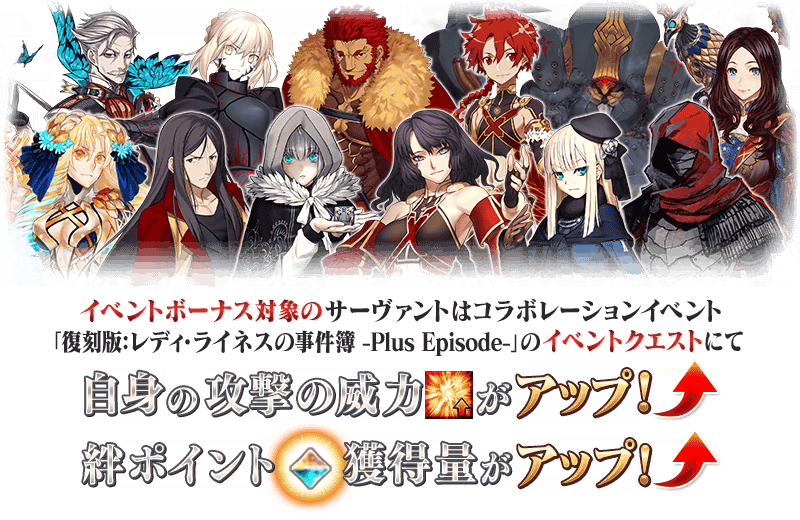 イベントボーナス対象のサーヴァントはコラボレーションイベント
「復刻版:レディ・ライネスの事件簿 -Plus Episode-」のイベントクエストにて
自身の攻撃の威力がアップ!
絆ポイント獲得量がアップ!